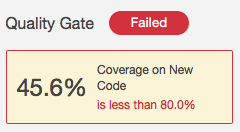 Quality Gate Failed
45.6% Coverage on New
Code
is less than 80.0%